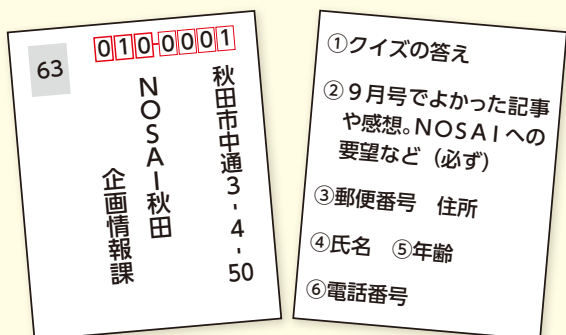 63
010-0001
秋田市中通3-4-50
NOSAI秋田
企画情報課
①クイズの答え
②9月号でよかった記事
や感想。NOSAIへの
要望など（必ず）
③郵便番号　住所
④氏名　⑤年齢
⑥電話番号